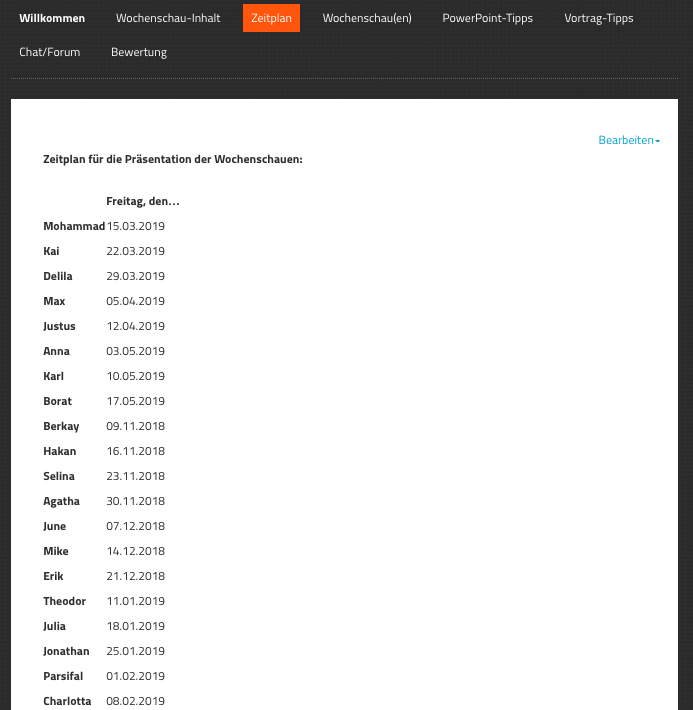 Willkommen Wochenschau-Inhalt Zeitplan Wochenschau(en) PowerPoint-Tipps Vortrag-Tipps
Chat/Forum Bewertung
Bearbeiten
Zeitplan für die Präsentation der Wochenschauen:
Freitag, den...
Mohammad 15.03.2019
Kai 22.03.2019
Delila 29.03.2019
Max 05.04.2019
Justus 12.04.2019
Anna 03.05.2019
Karl 10.05.2019
Borat 17.05.2019
Berkay 09.11.2018
Hakan 16.11.2018
Selina 23.11.2018
Agatha 30.11.2018
June 07.12.2018
Mike 14.12.2018
Erik 21.12.2018
Theodor 11.01.2019
Julia 18.01.2019
Jonathan 25.01.2019
Parsifal 01.02.2019
Charlotta 08.02.2019